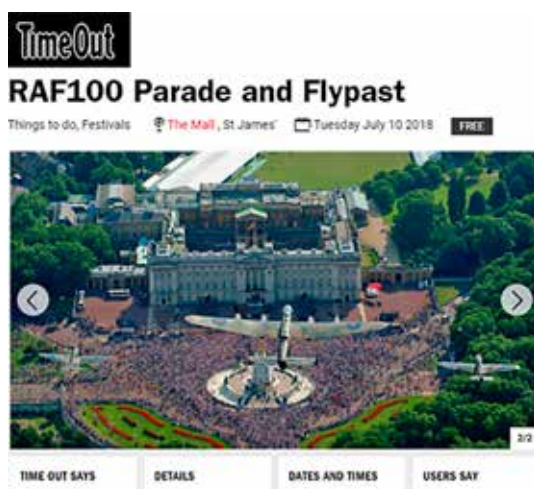 TimeOut
RAF100 Parade and Flypast
Things to do, Festivals The Mall , St James' Tuesday July 10 2018 FREE
2/2
TIME OUT SAYS DETAILS DATES AND TIMES USERS SAY